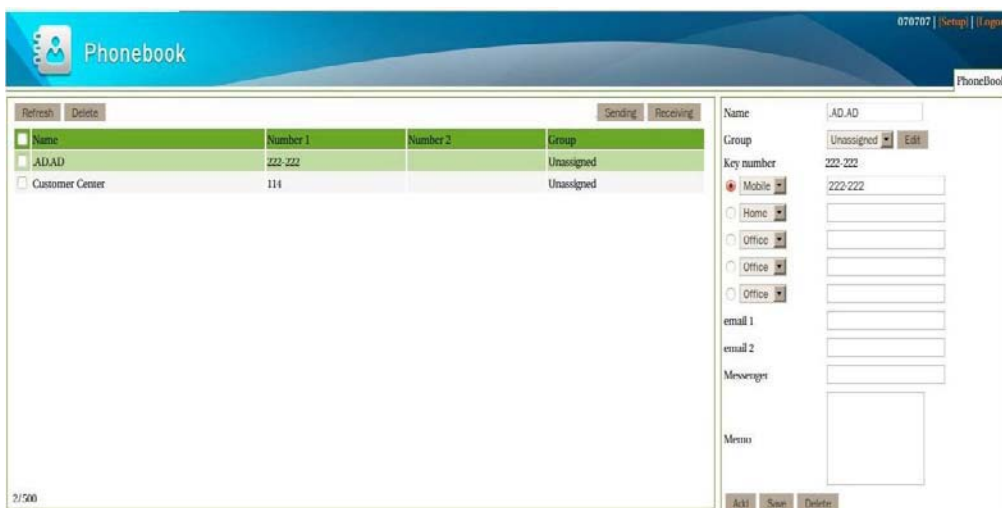 070707 | [Setup] | [Logou
Phonebook
PhoneBook
Refresh Delete Sending Receiving
Name Number 1 Number 2 Group
.AD.AD 222-222 Unassigned
Customer Center 114 Unassigned
2/500
Name .AD.AD
Group Unassigned Edit
Key number 222-222
Mobile 222-222
Home
Office
Office
Office
email 1
email 2
Messenger
Memo
Add Save Delete